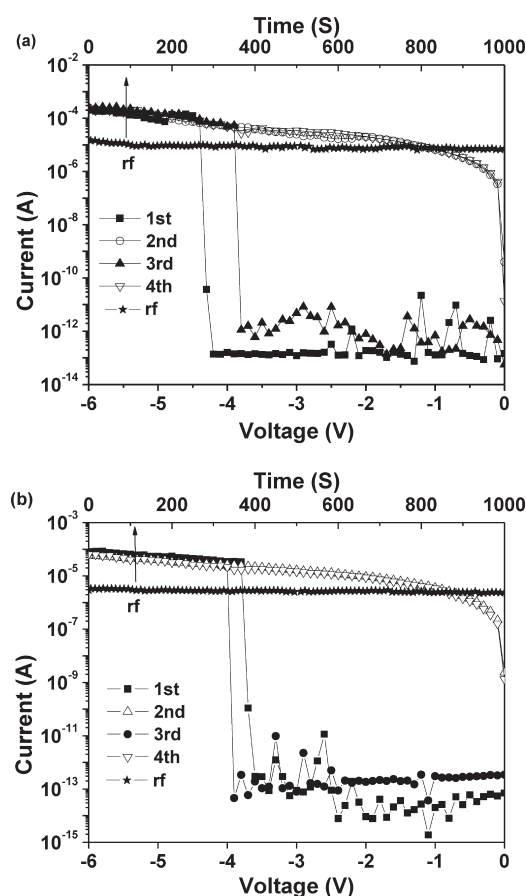 (a)
Time (S)
0 200 400 600 800 1000
10-2
10-4
10-6
10-8
10-10
10-12
10-14
Current (A)
rf
1st
2nd
3rd
4th
rf
-6 -5 -4 -3 -2 -1 0
Voltage (V)
(b)
Time (S)
0 200 400 600 800 1000
10-3
10-5
10-7
10-9
10-11
10-13
10-15
Current (A)
rf
1st
2nd
3rd
4th
rf
-6 -5 -4 -3 -2 -1 0
Voltage (V)